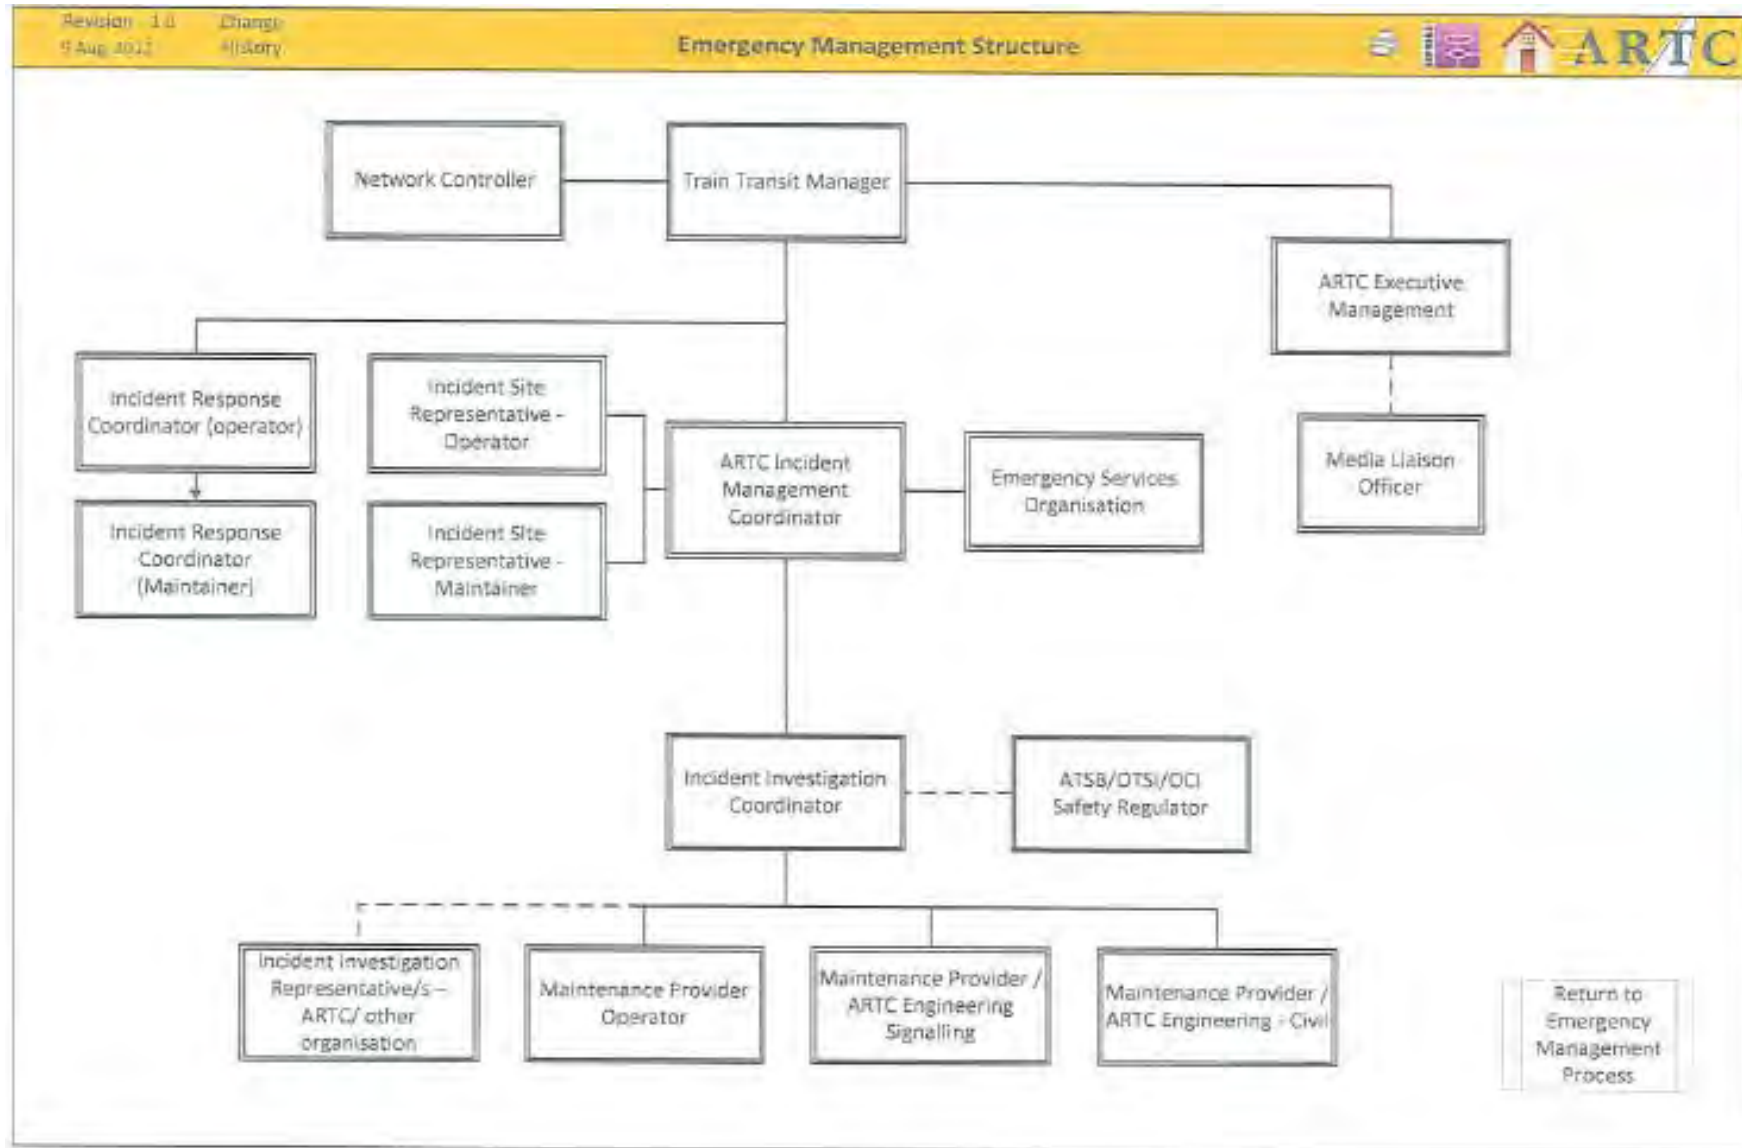 Revision 1.0 Change
9 Aug 2012 History
Emergency Management Structure
ARTC
Network Controller
Train Transit Manager
ARTC Executive
Management
Incident Response
Coordinator (operator)
Incident Site
Representative -
Operator
ARTC Incident
Management
Coordinator
Emergency Services
Organisation
Media Liaison
Officer
Incident Response
Coordinator
(Maintainer)
Incident Site
Representative -
Maintainer
Incident Investigation
Coordinator
ATSB/OTSI/OCI
Safety Regulator
Incident Investigation
Representative/s –
ARTC/ other
organisation
Maintenance Provider
Operator
Maintenance Provider /
ARTC Engineering
Signalling
Maintenance Provider /
ARTC Engineering - Civil
Return to
Emergency
Management
Process